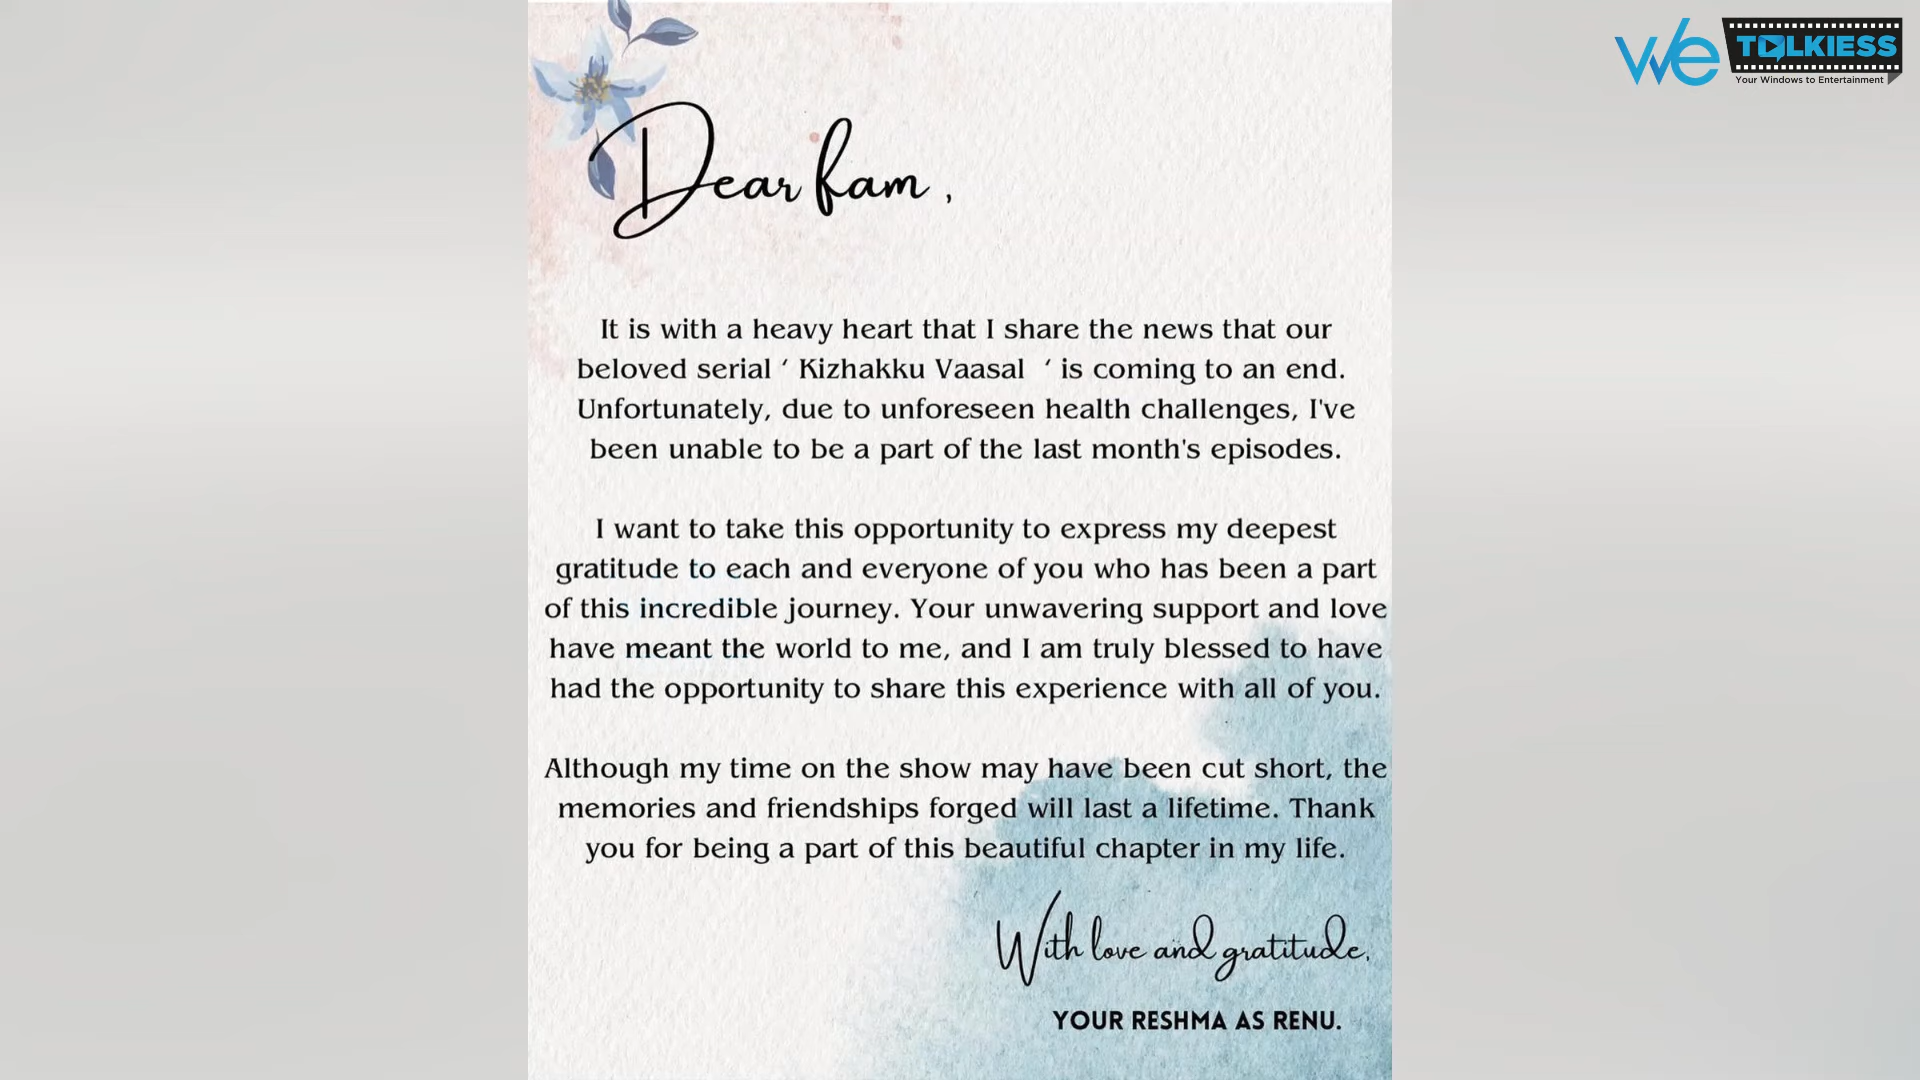 we TOLKIESS
Your Windows to Entertainment
Dear fam ,
It is with a heavy heart that I share the news that our
beloved serial ‘ Kizhakku Vaasal ‘ is coming to an end.
Unfortunately, due to unforeseen health challenges, I've
been unable to be a part of the last month's episodes.
I want to take this opportunity to express my deepest
gratitude to each and everyone of you who has been a part
of this incredible journey. Your unwavering support and love
have meant the world to me, and I am truly blessed to have
had the opportunity to share this experience with all of you.
Although my time on the show may have been cut short, the
memories and friendships forged will last a lifetime. Thank
you for being a part of this beautiful chapter in my life.
With love and gratitude,
YOUR RESHMA AS RENU.